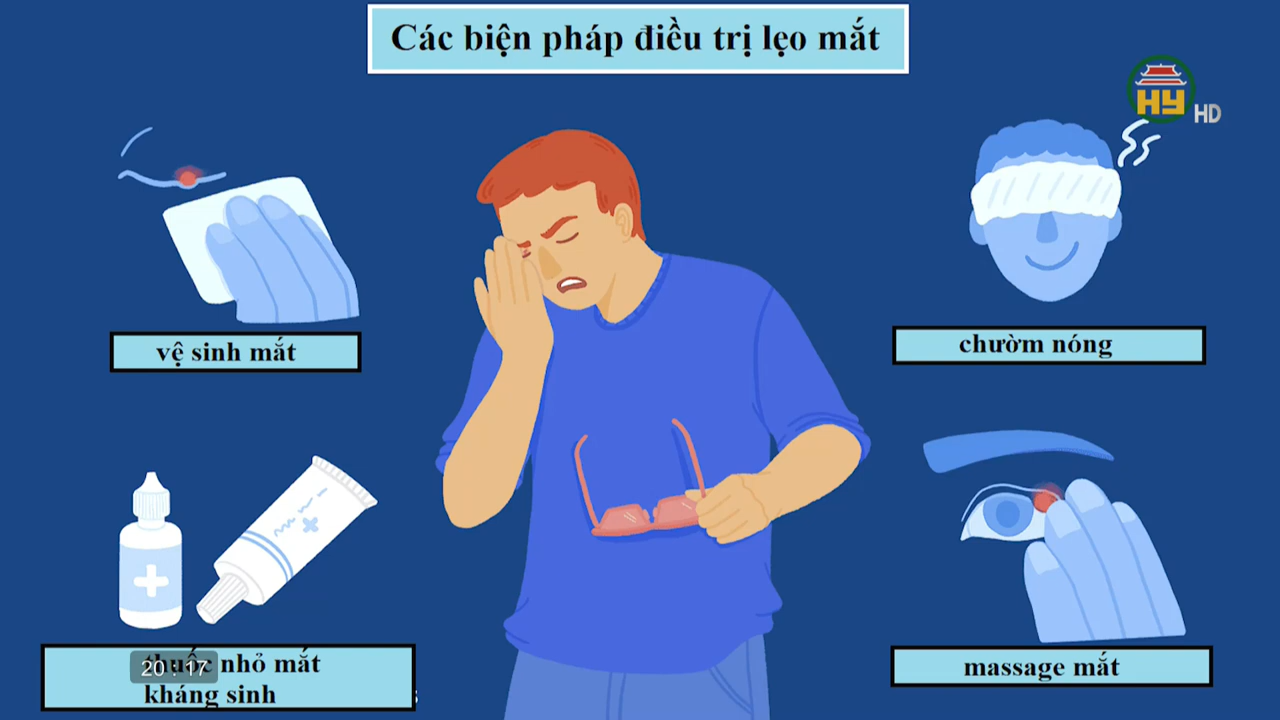 Các biện pháp điều trị lẹo mắt
HY HD
vệ sinh mắt
chườm nóng
thuốc nhỏ mắt
kháng sinh
20 : 17
massage mắt